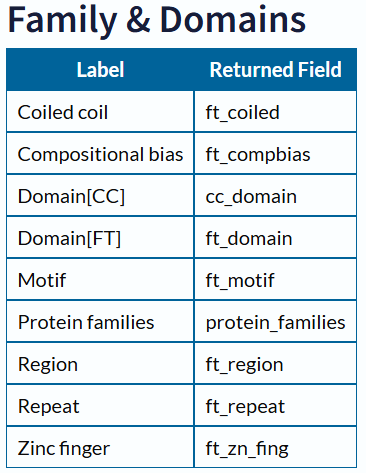 Family & Domains
Label Returned Field
Coiled coil ft_coiled
Compositional bias ft_compbias
Domain[CC] cc_domain
Domain[FT] ft_domain
Motif ft_motif
Protein families protein_families
Region ft_region
Repeat ft_repeat
Zinc finger ft_zn_fing